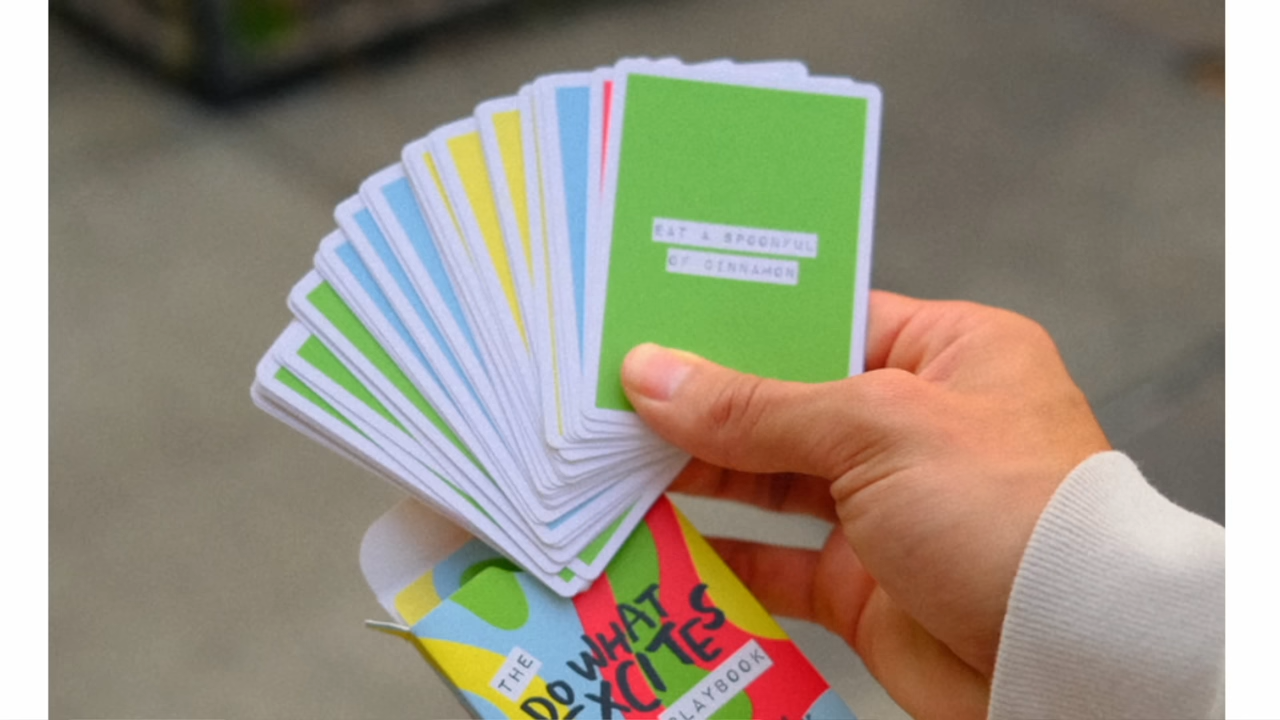 EAT A SPOONFUL
OF CINNAMON
THE
DO WHAT
EXCITES
PLAYBOOK